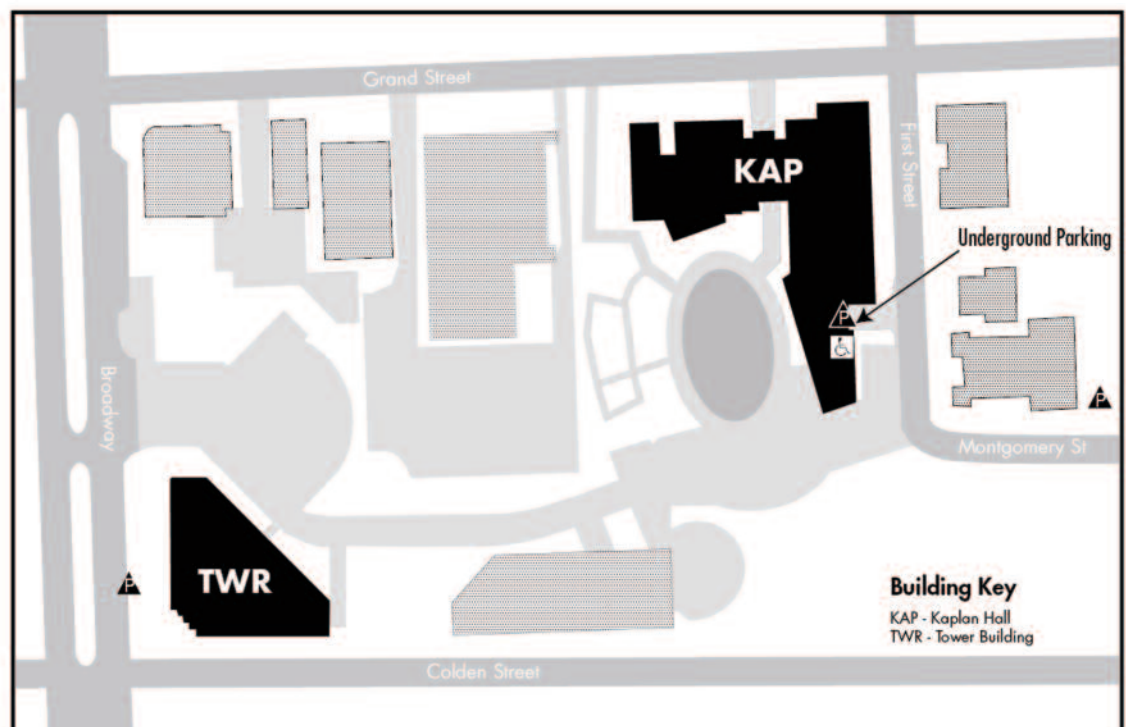 Grand Street
KAP
First Street
Underground Parking
P
Broadway
P
Montgomery St
TWR
P
Building Key
KAP - Kaplan Hall
TWR - Tower Building
Colden Street